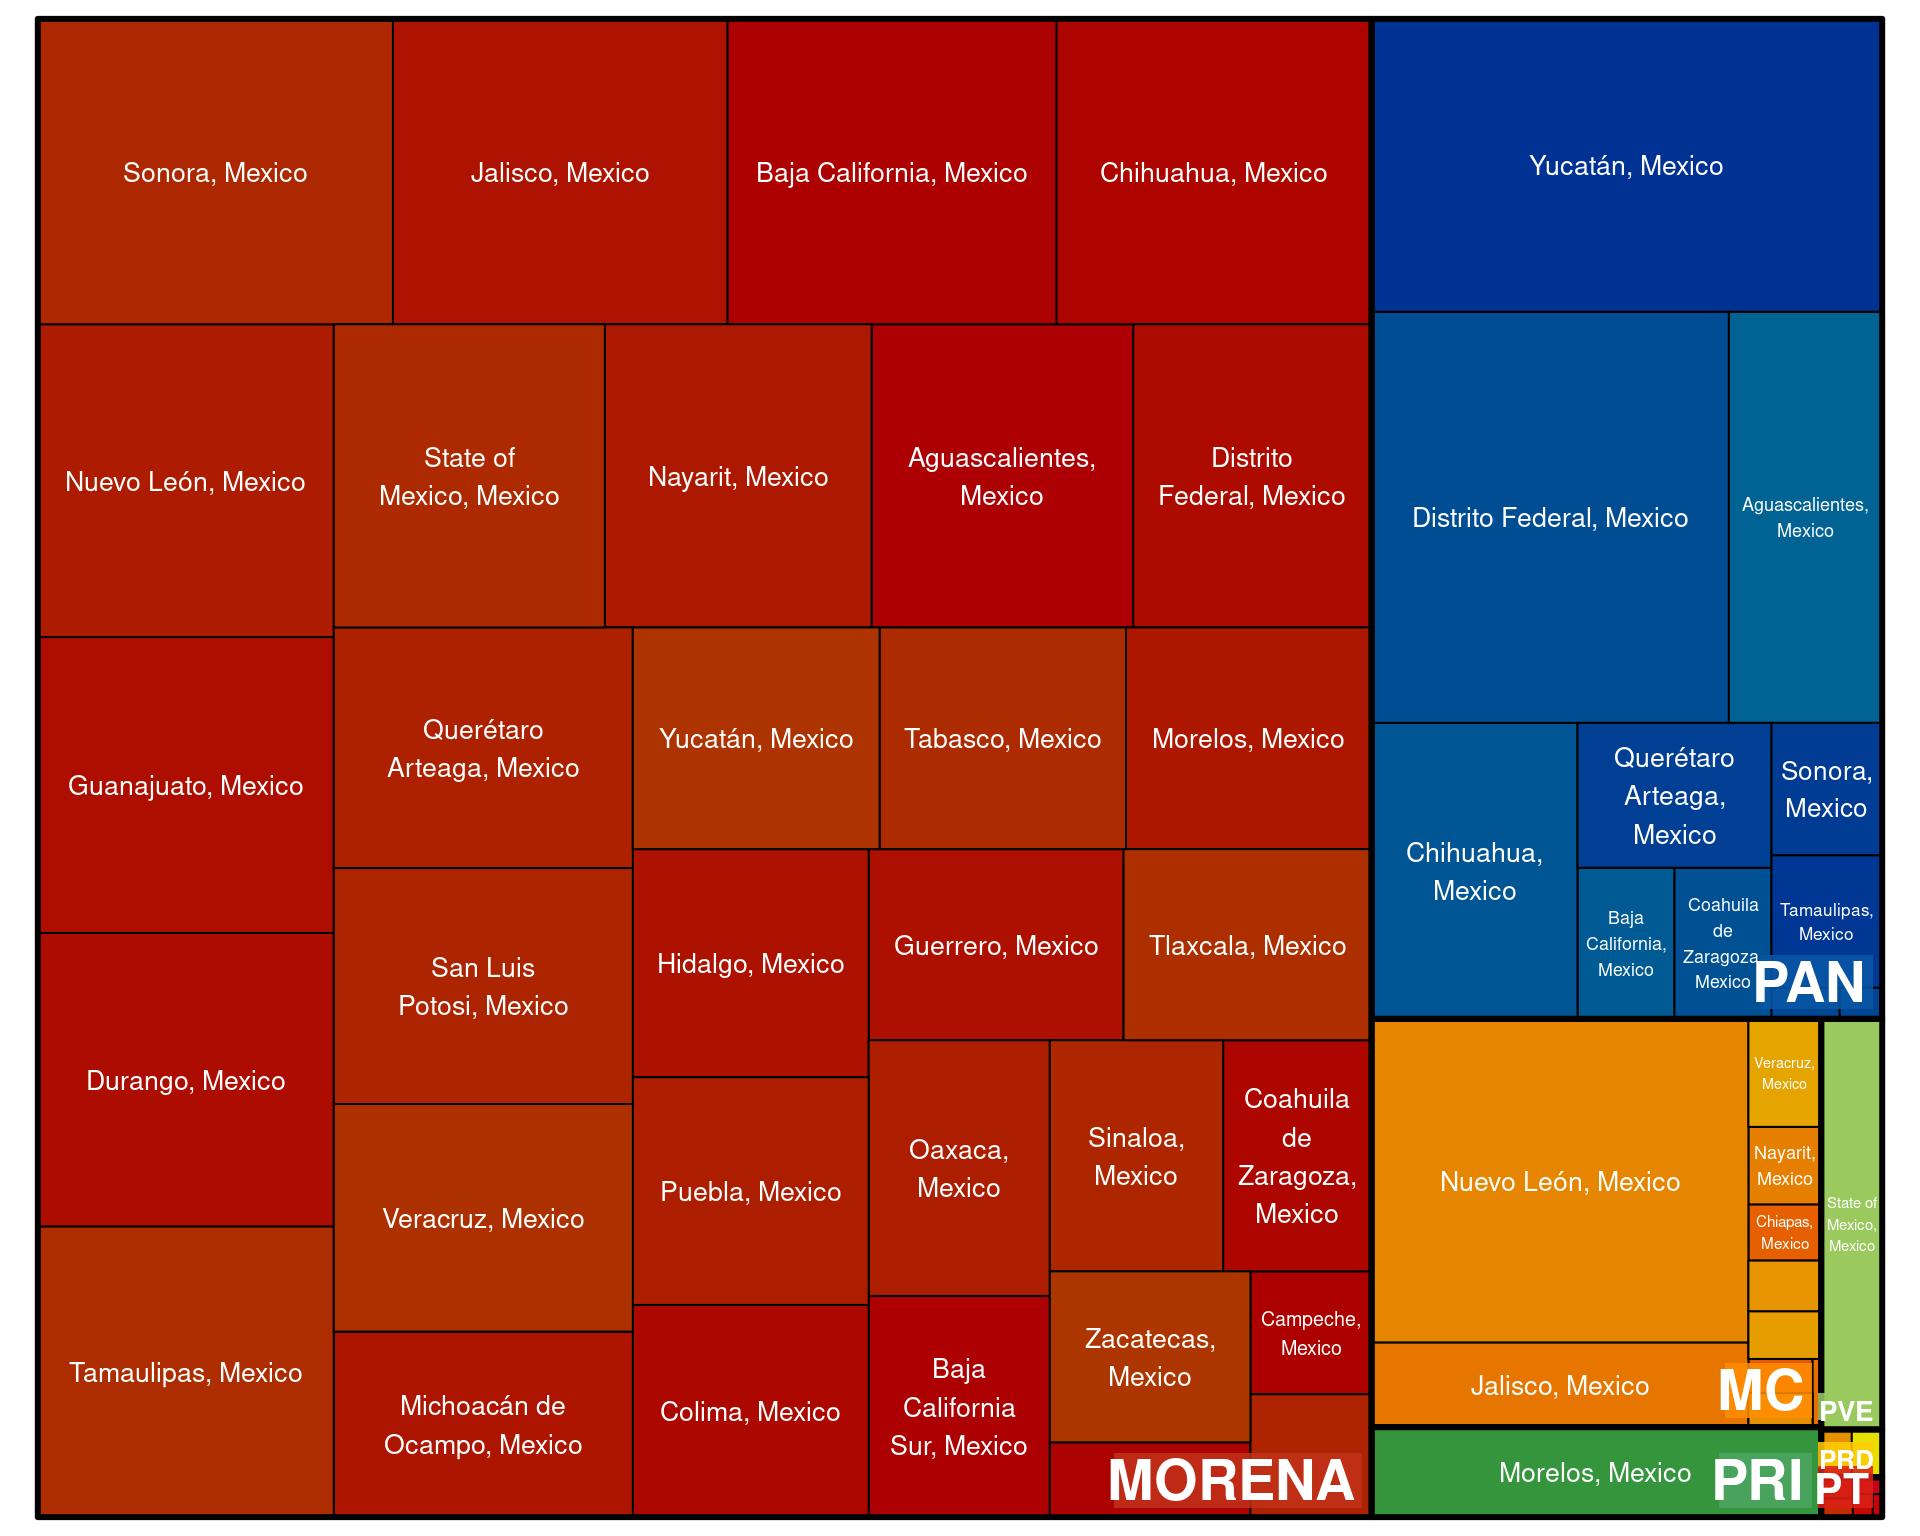 Sonora, Mexico
Jalisco, Mexico
Baja California, Mexico
Chihuahua, Mexico
Nuevo León, Mexico
State of
Mexico, Mexico
Nayarit, Mexico
Aguascalientes,
Mexico
Distrito
Federal, Mexico
Guanajuato, Mexico
Querétaro
Arteaga, Mexico
Yucatán, Mexico
Tabasco, Mexico
Morelos, Mexico
Durango, Mexico
San Luis
Potosi, Mexico
Hidalgo, Mexico
Guerrero, Mexico
Tlaxcala, Mexico
Veracruz, Mexico
Puebla, Mexico
Oaxaca,
Mexico
Sinaloa,
Mexico
Coahuila
de
Zaragoza,
Mexico
Tamaulipas, Mexico
Michoacán de
Ocampo, Mexico
Colima, Mexico
Baja
California
Sur, Mexico
Zacatecas,
Mexico
Campeche,
Mexico
MORENA
Yucatán, Mexico
Distrito Federal, Mexico
Aguascalientes,
Mexico
Chihuahua,
Mexico
Querétaro
Arteaga,
Mexico
Sonora,
Mexico
Baja
California,
Mexico
Coahuila
de
Zaragoza
Mexico
Tamaulipas,
Mexico
PAN
Nuevo León, Mexico
Veracruz,
Mexico
Nayarit,
Mexico
Chiapas,
Mexico
Jalisco, Mexico
MC
State of
Mexico,
Mexico
PVE
Morelos, Mexico
PRI
PRD
PT